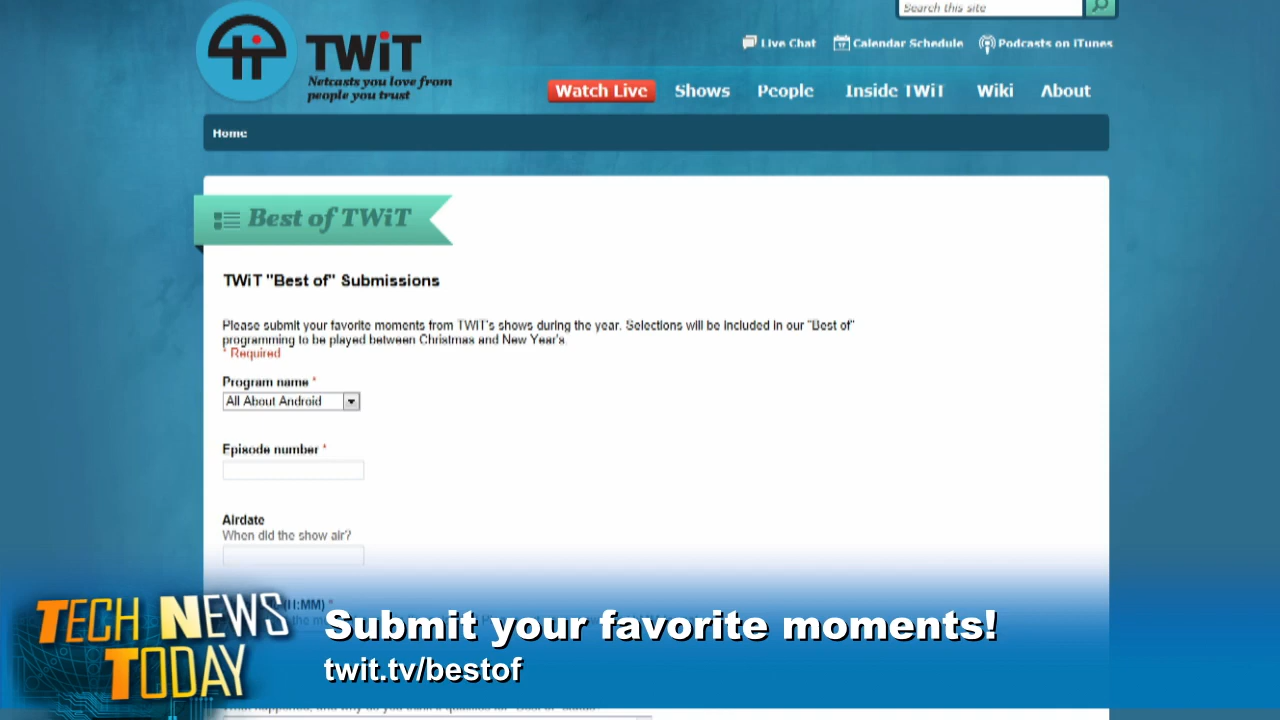 Search this site
TWiT
Netcasts you love from
people you trust
Live Chat
Calendar Schedule
Podcasts on iTunes
Watch Live
Shows
People
Inside TWiT
Wiki
About
Home
Best of TWiT
TWiT "Best of" Submissions
Please submit your favorite moments from TWiT's shows during the year. Selections will be included in our "Best of"
programming to be played between Christmas and New Year's.
* Required
Program name *
All About Android
Episode number *
Airdate
When did the show air?
TECH NEWS
TODAY
Submit your favorite moments!
twit.tv/bestof